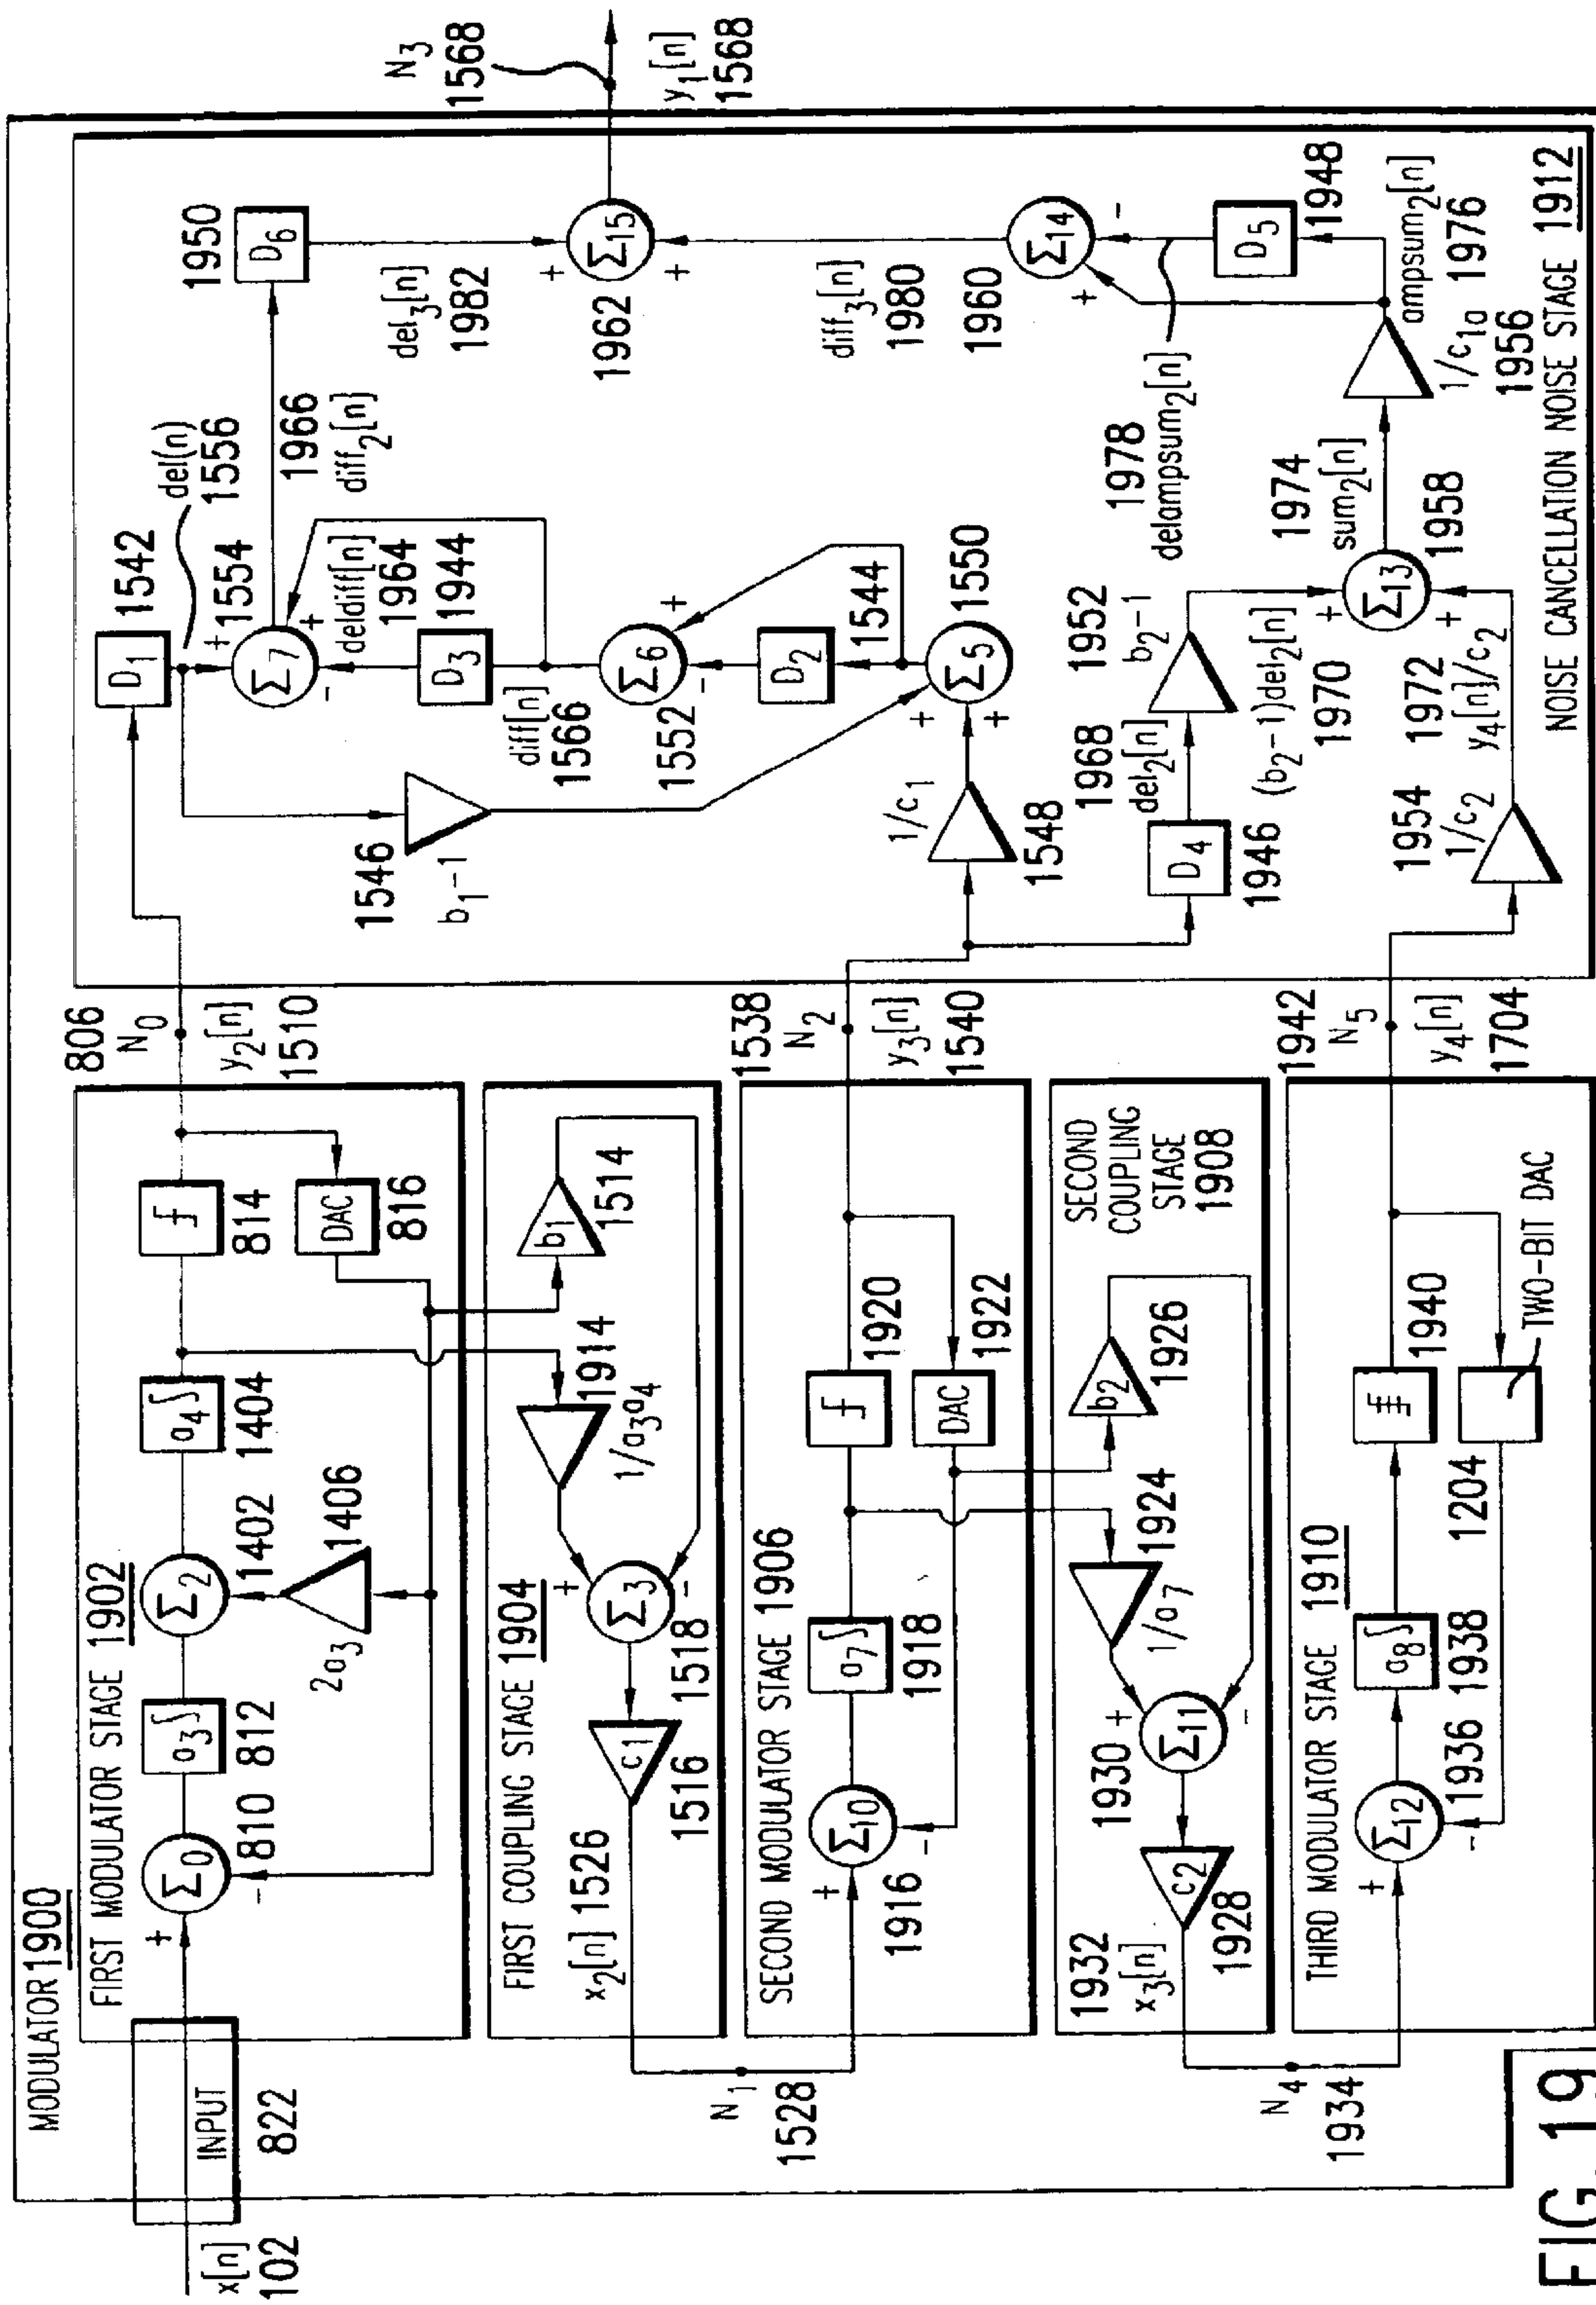 MODULATOR 1900
x[n]
102
INPUT
822
FIRST MODULATOR STAGE 1902
+
Σ0
-
810
a3∫
812
Σ2
1402
2a3
1406
a4∫
1404
814
DAC
816
806
N0
y2[n]
1510
FIRST COUPLING STAGE 1904
x2[n] 1526
c1
1516
+
Σ3
-
1518
1/a3a4
1914
b1
1514
N1
1528
SECOND MODULATOR STAGE 1906
+
Σ10
-
1916
a7∫
1918
1920
DAC
1922
1538
N2
y3[n]
1540
SECOND
COUPLING
STAGE
1908
1932
x3[n]
c2
1928
1930
+
Σ11
-
1/a7
1924
b2
1926
N4
1934
THIRD MODULATOR STAGE 1910
+
Σ12
-
1936
a8∫
1938
1940
1204
TWO-BIT DAC
1942
N5
y4[n]
1704
D1
1542
del(n)
1556
+
Σ7
1554
+
-
deldiff[n]
1964
D3
1944
1966
diff2[n]
D6
1950
del3[n]
1982
+
Σ15
+
1962
N3
1568
y1[n]
1568
1546
b1-1
diff[n]
1566
Σ6
+
-
1552
D2
1544
+
Σ5
+
1550
1/c1
1548
1968
del2[n]
D4
1946
1952
b2-1
(b2-1)del2[n]
1970
1972
y4[n]/c2
1954
1/c2
+
Σ13
+
1958
1974
sum2[n]
1978
delampsum2[n]
1/c1a
1956
ampsum2[n]
1976
D5
1948
diff3[n]
1980
Σ14
+
-
1960
NOISE CANCELLATION NOISE STAGE 1912
FIG. 19